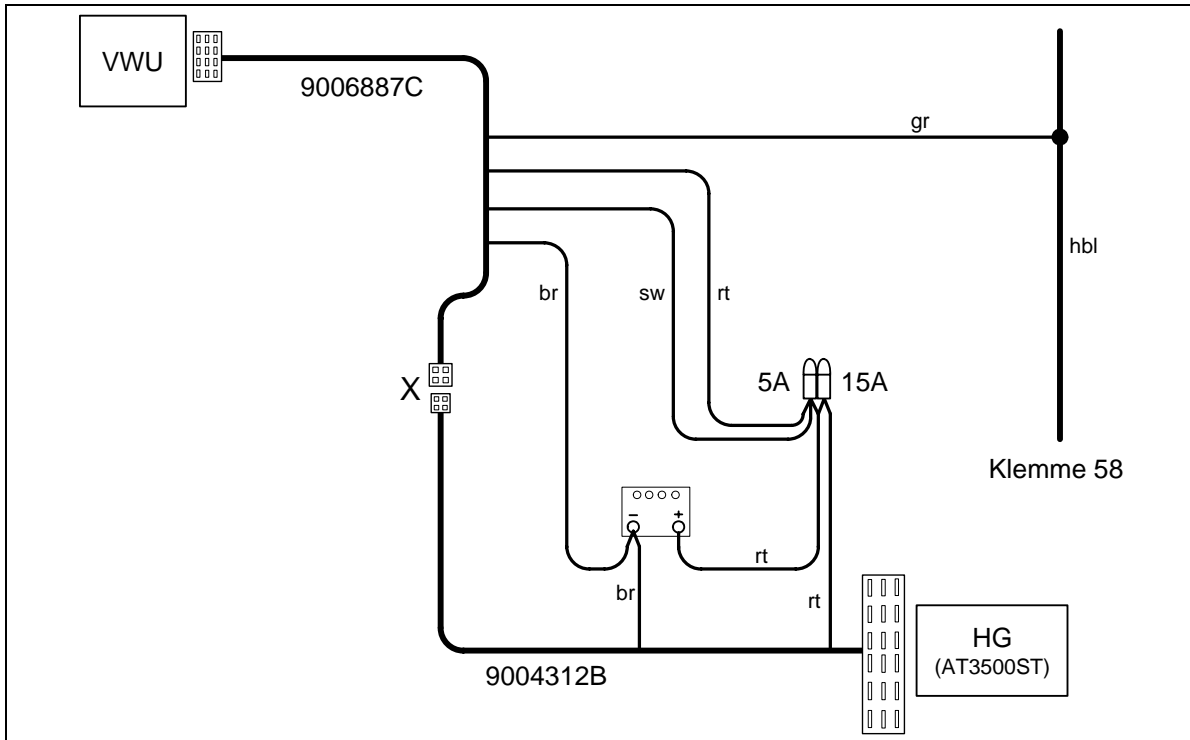 VWU
9006887C
gr
hbl
br
sw
rt
5A
15A
X
Klemme 58
– +
rt
br
rt
HG
(AT3500ST)
9004312B